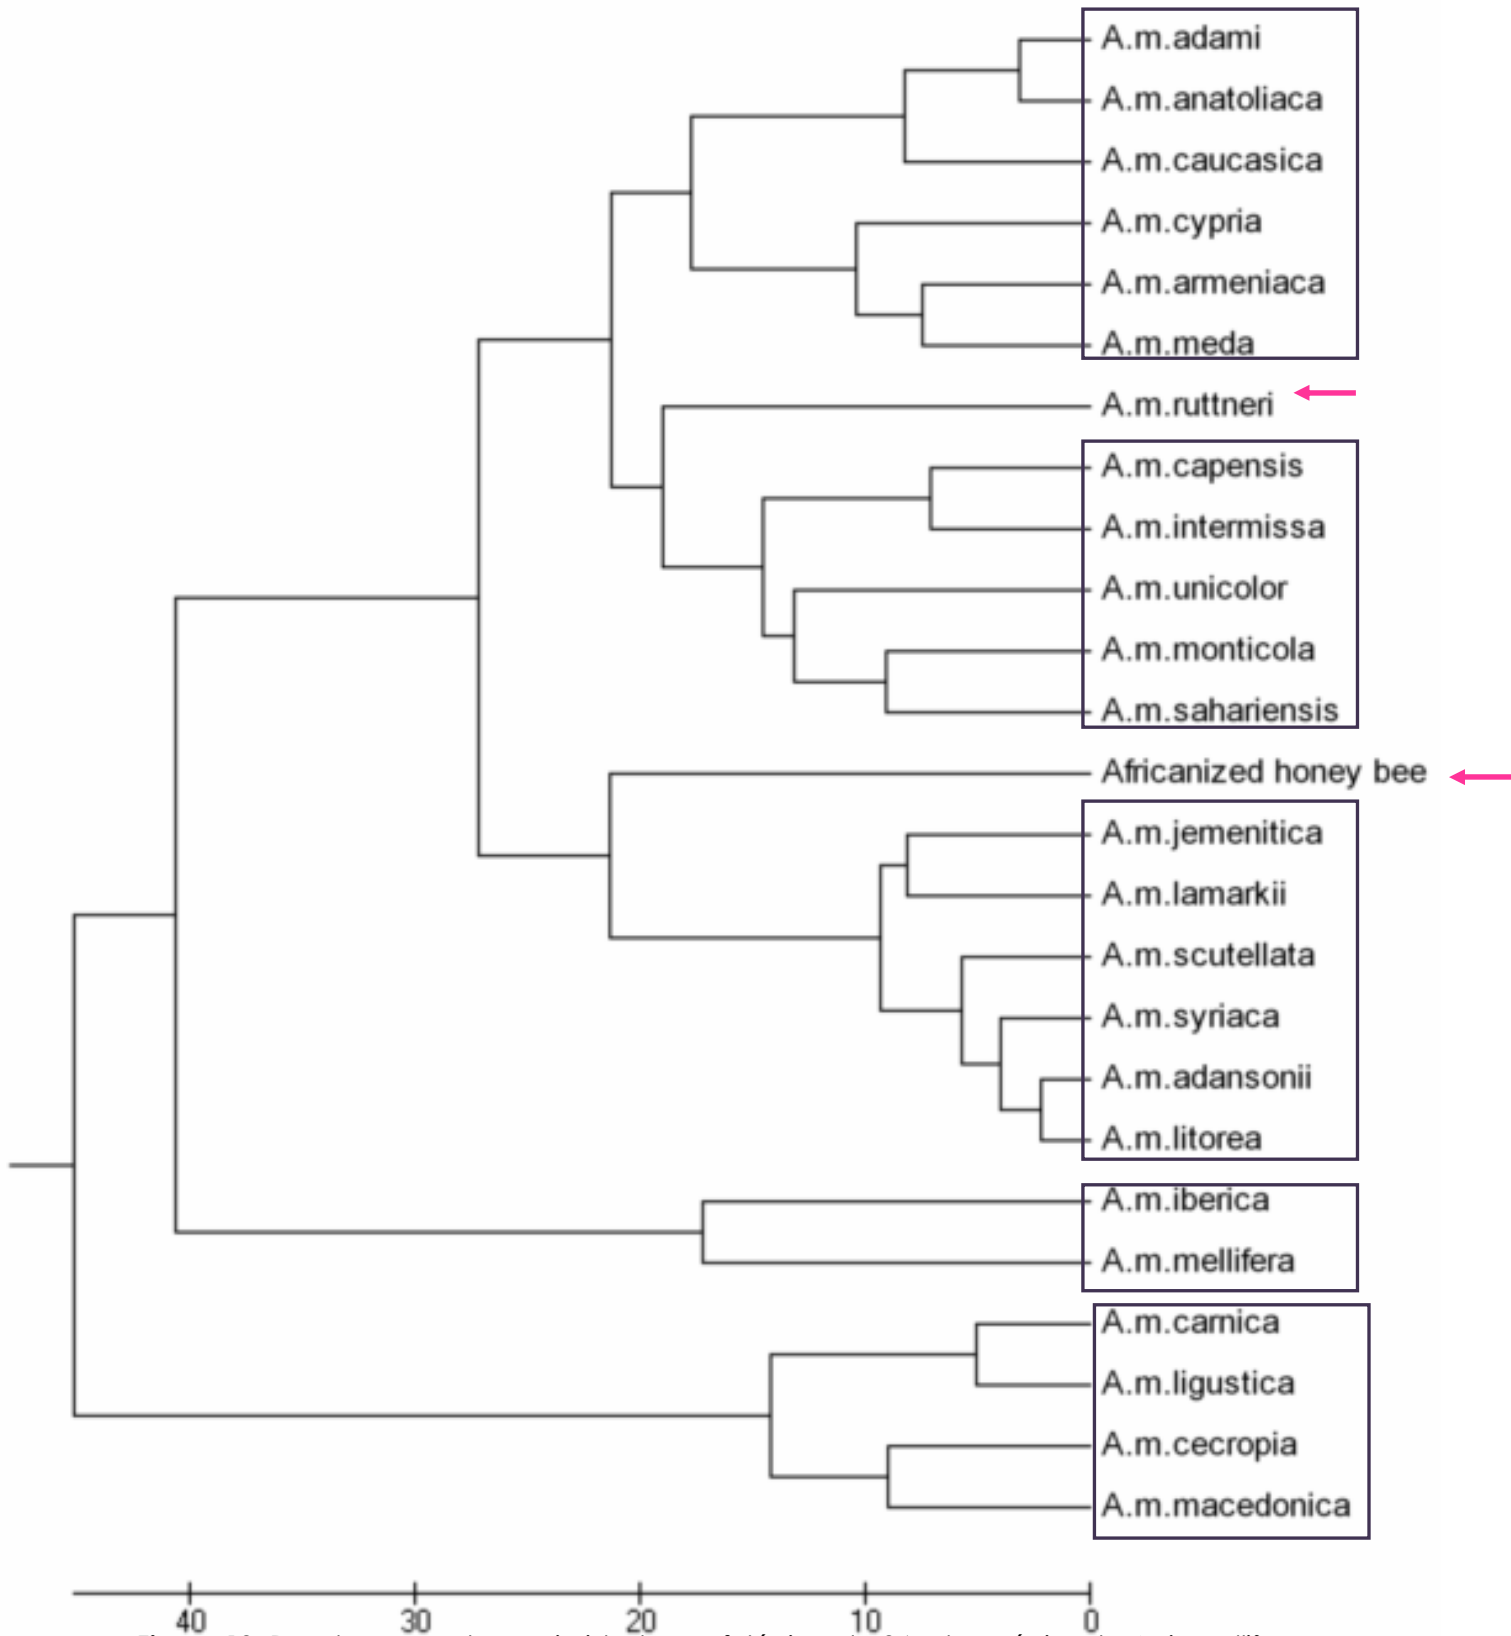 A.m.adami
A.m.anatoliaca
A.m.caucasica
A.m.cypria
A.m.armeniaca
A.m.meda
A.m.ruttneri
A.m.capensis
A.m.intermissa
A.m.unicolor
A.m.monticola
A.m.sahariensis
Africanized honey bee
A.m.jemenitica
A.m.lamarkii
A.m.scutellata
A.m.syriaca
A.m.adansonii
A.m.litorea
A.m.iberica
A.m.mellifera
A.m.carnica
A.m.ligustica
A.m.cecropia
A.m.macedonica
40 30 20 10 0